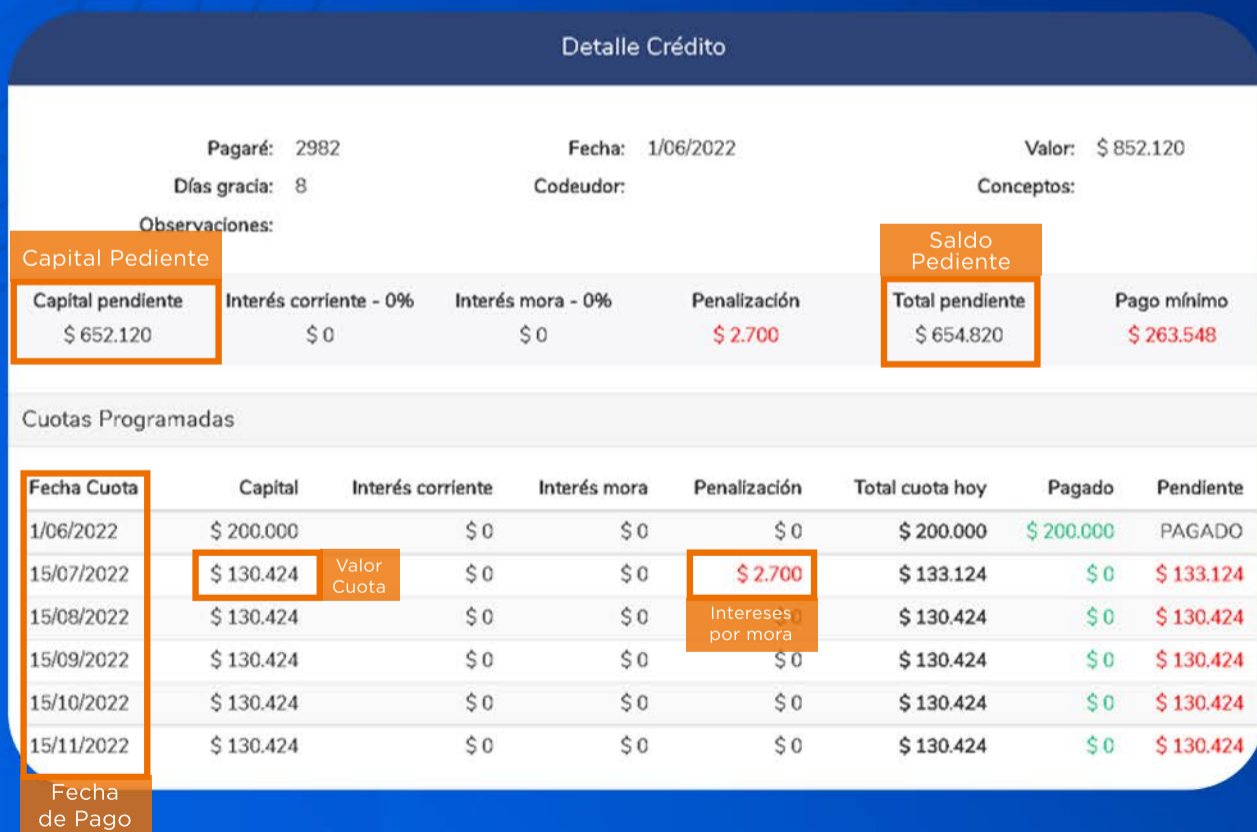 Detalle Crédito
Pagaré: 2982 Fecha: 1/06/2022 Valor: $ 852.120
Días gracia: 8 Codeudor: Conceptos:
Observaciones:
Capital Pediente
Saldo
Pediente
Capital pendiente Interés corriente - 0% Interés mora - 0% Penalización Total pendiente Pago mínimo
$ 652.120 $ 0 $ 0 $ 2.700 $ 654.820 $ 263.548
Cuotas Programadas
Fecha Cuota Capital Interés corriente Interés mora Penalización Total cuota hoy Pagado Pendiente
1/06/2022 $ 200.000 $ 0 $ 0 $ 0 $ 200.000 $ 200.000 PAGADO
15/07/2022 $ 130.424 $ 0 $ 0 $ 2.700 $ 133.124 $ 0 $ 133.124
Valor
Cuota
15/08/2022 $ 130.424 $ 0 $ 0 $ 130.424 $ 0 $ 130.424
Intereses
por mora
15/09/2022 $ 130.424 $ 0 $ 0 $ 0 $ 130.424 $ 0 $ 130.424
15/10/2022 $ 130.424 $ 0 $ 0 $ 0 $ 130.424 $ 0 $ 130.424
15/11/2022 $ 130.424 $ 0 $ 0 $ 0 $ 130.424 $ 0 $ 130.424
Fecha
de Pago